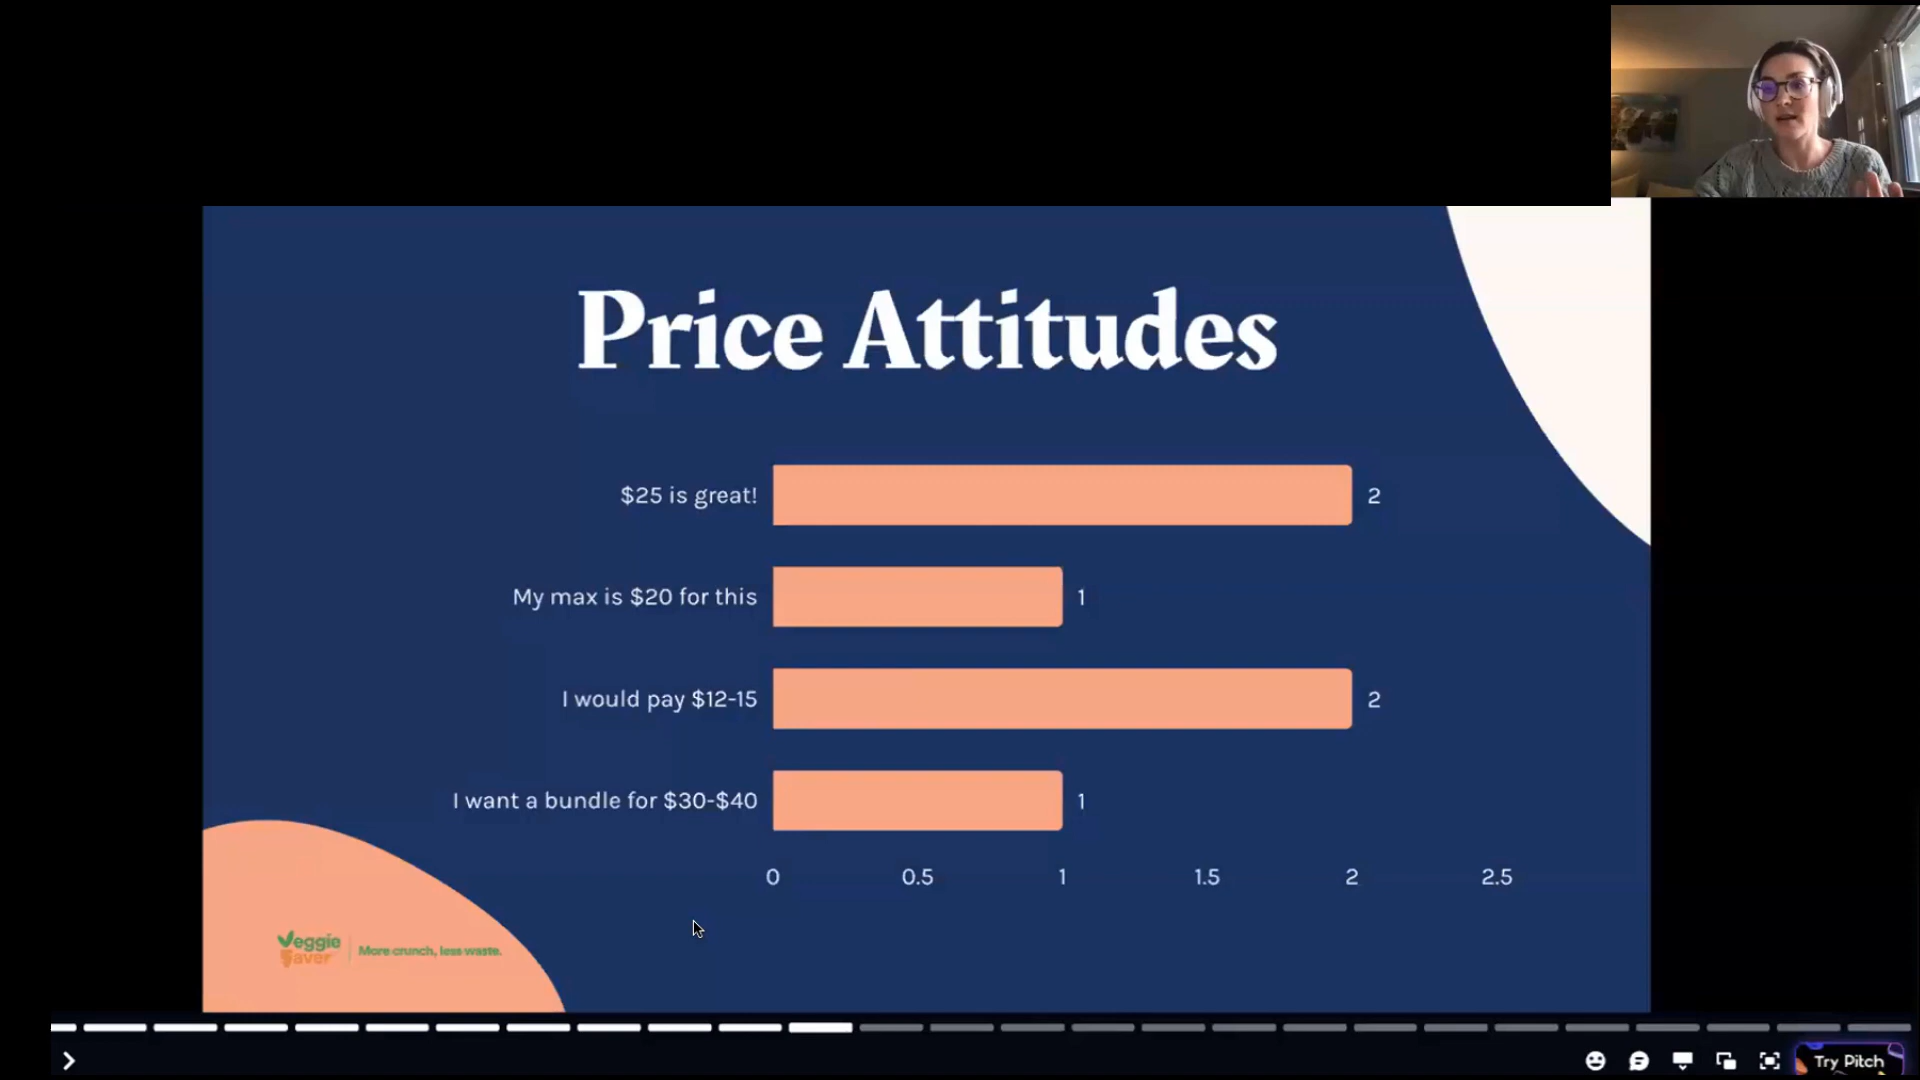 Price Attitudes
$25 is great!
2
My max is $20 for this
1
I would pay $12-15
2
I want a bundle for $30-$40
1
0 0.5 1 1.5 2 2.5
Veggie
Saver
More crunch, less waste.
Try Pitch